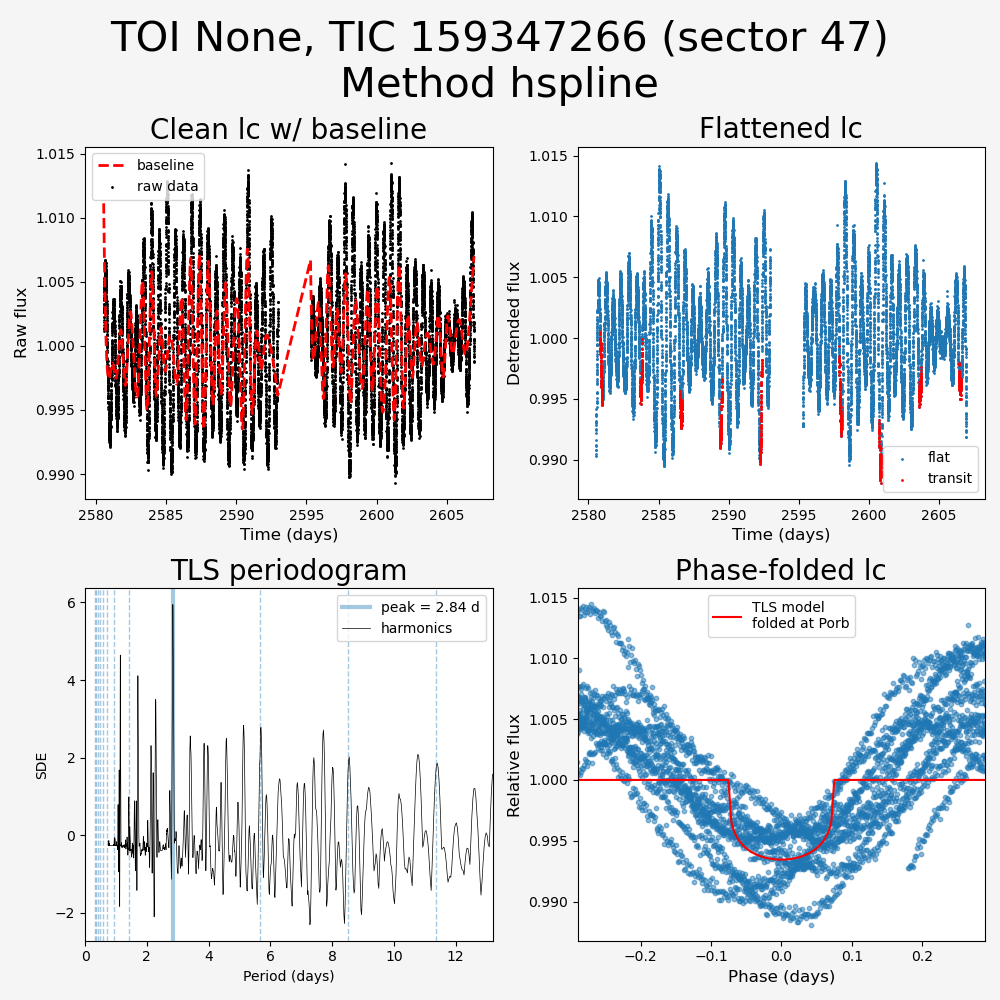 TOI None, TIC 159347266 (sector 47)
Method hspline
Clean lc w/ baseline
Raw flux
1.015
1.010
1.005
1.000
0.995
0.990
baseline
raw data
2580
2585
2590
2595
2600
2605
Time (days)
Flattened lc
Detrended flux
1.015
1.010
1.005
1.000
0.995
0.990
flat
transit
2580
2585
2590
2595
2600
2605
Time (days)
TLS periodogram
SDE
6
4
2
0
−2
peak = 2.84 d
harmonics
0
2
4
6
8
10
12
Period (days)
Phase-folded lc
Relative flux
1.015
1.010
1.005
1.000
0.995
0.990
TLS model
folded at Porb
−0.2
−0.1
0.0
0.1
0.2
Phase (days)